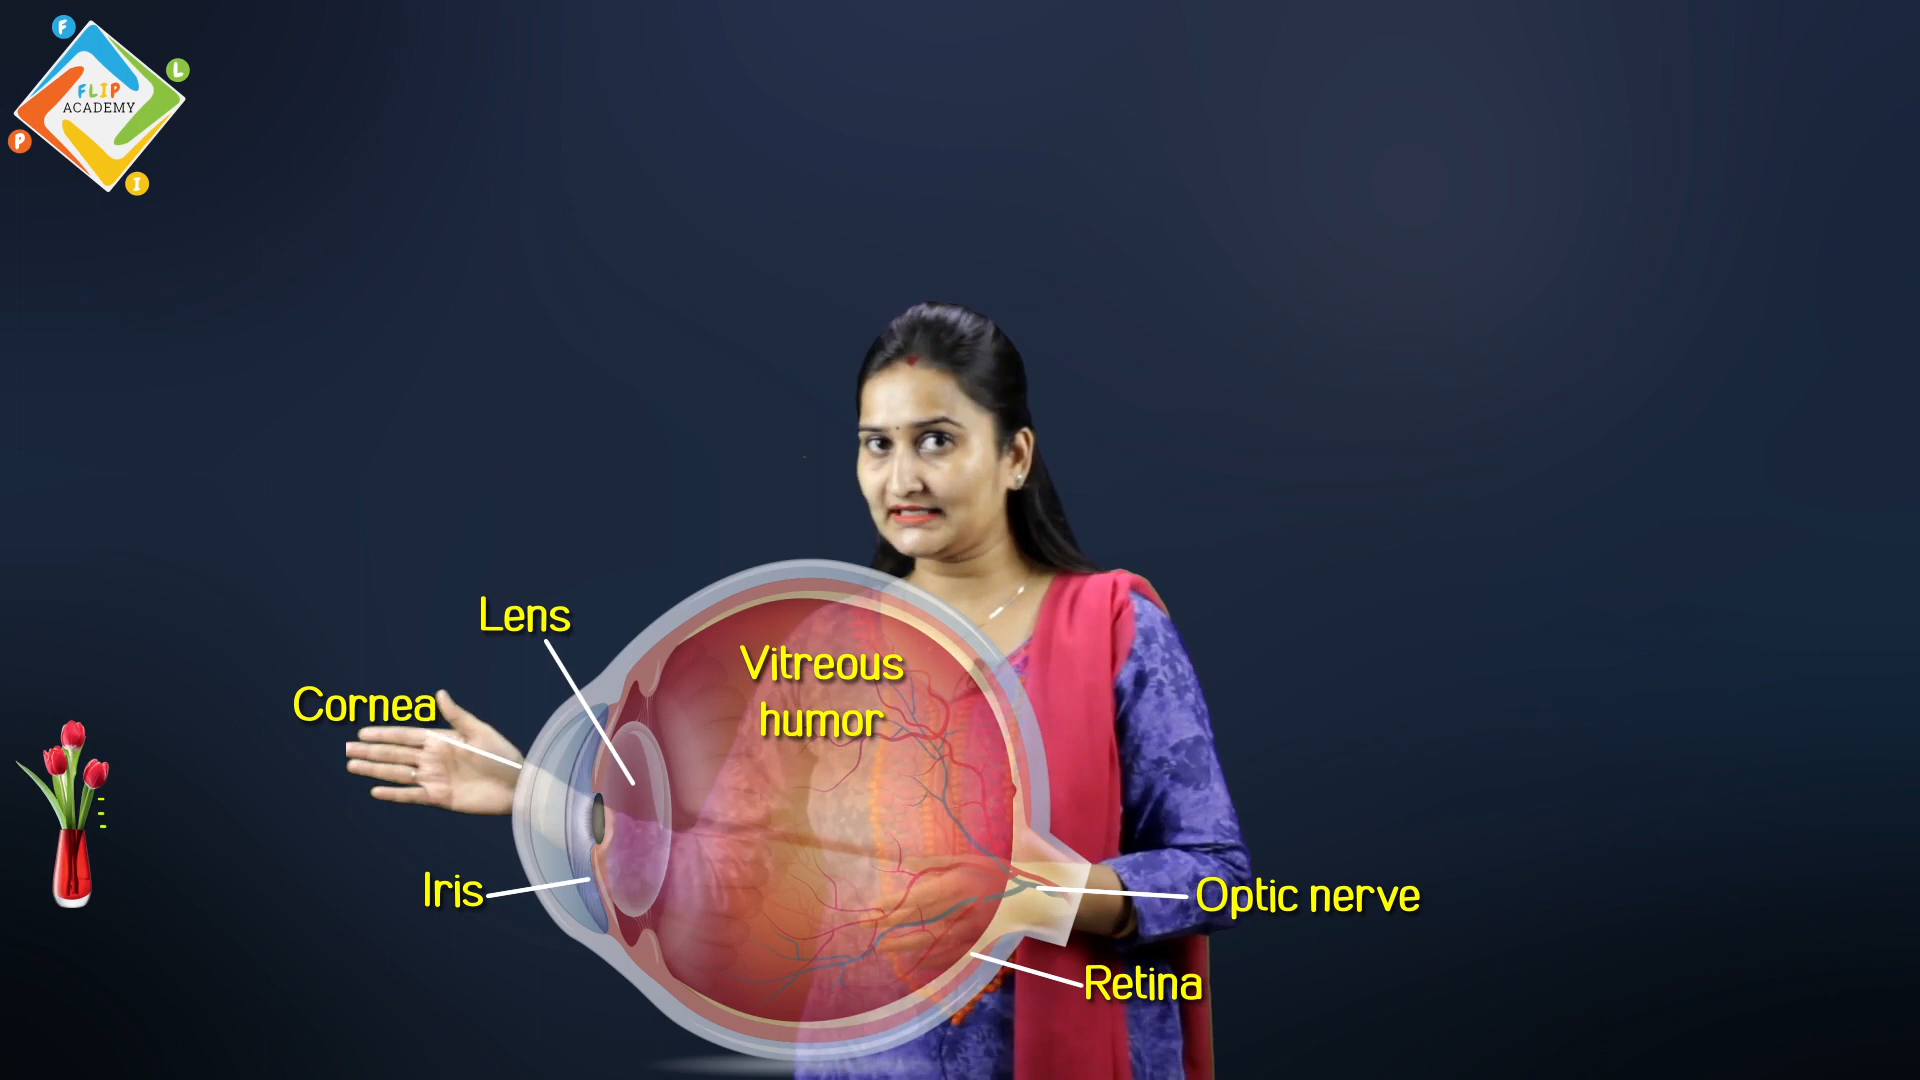 F
L
FLIP
ACADEMY
P
I
Lens
Vitreous
humor
Cornea
Iris
Optic nerve
Retina